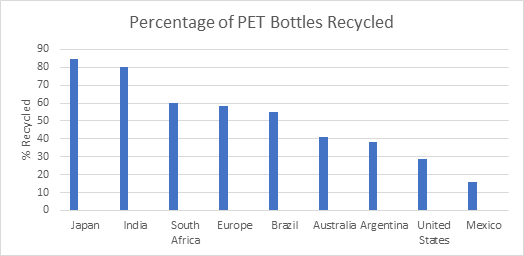 Percentage of PET Bottles Recycled
% Recycled
90
80
70
60
50
40
30
20
10
0
Japan
India
South
Africa
Europe
Brazil
Australia
Argentina
United
States
Mexico